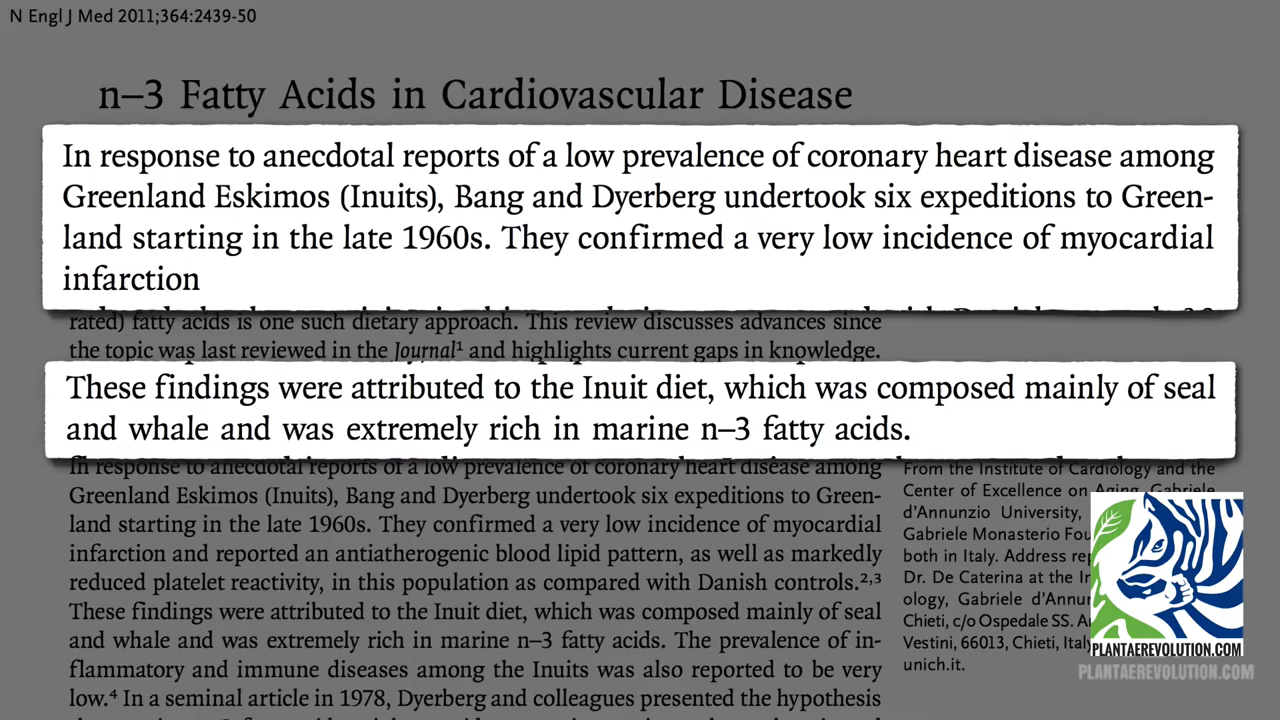 N Engl J Med 2011;364:2439-50
n–3 Fatty Acids in Cardiovascular Disease
In response to anecdotal reports of a low prevalence of coronary heart disease among
Greenland Eskimos (Inuits), Bang and Dyerberg undertook six expeditions to Green-
land starting in the late 1960s. They confirmed a very low incidence of myocardial
infarction
rated) fatty acids is one such dietary approach. This review discusses advances since
the topic was last reviewed in the Journal¹ and highlights current gaps in knowledge.
These findings were attributed to the Inuit diet, which was composed mainly of seal
and whale and was extremely rich in marine n–3 fatty acids.
In response to anecdotal reports of a low prevalence of coronary heart disease among
Greenland Eskimos (Inuits), Bang and Dyerberg undertook six expeditions to Green-
land starting in the late 1960s. They confirmed a very low incidence of myocardial
infarction and reported an antiatherogenic blood lipid pattern, as well as markedly
reduced platelet reactivity, in this population as compared with Danish controls.²,³
These findings were attributed to the Inuit diet, which was composed mainly of seal
and whale and was extremely rich in marine n–3 fatty acids. The prevalence of in-
flammatory and immune diseases among the Inuits was also reported to be very
low.⁴ In a seminal article in 1978, Dyerberg and colleagues presented the hypothesis
From the Institute of Cardiology and the
Center of Excellence on Aging, Gabriele
d'Annunzio University,
Gabriele Monasterio
both in Italy. Address
Dr. De Caterina at the
ology, Gabriele
Chieti, c/o Ospedale SS.
Vestini, 66013, Chieti, Italy
unich.it.
PLANTAEREVOLUTION.COM
PLANTAEREVOLUTION.COM